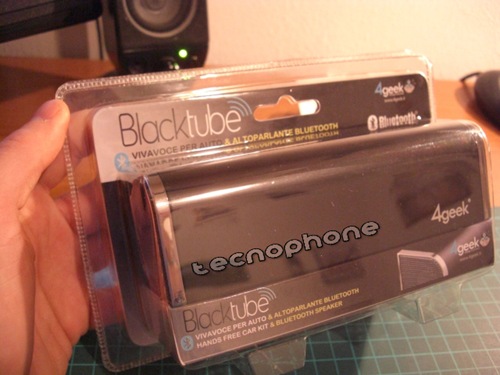 Blacktube
4geek
Bluetooth
VIVAVOCE PER AUTO & ALTOPARLANTE BLUETOOTH
4geek
tecnophone
geek
Blacktube
VIVAVOCE PER AUTO & ALTOPARLANTE BLUETOOTH
HANDS FREE CAR KIT & BLUETOOTH SPEAKER